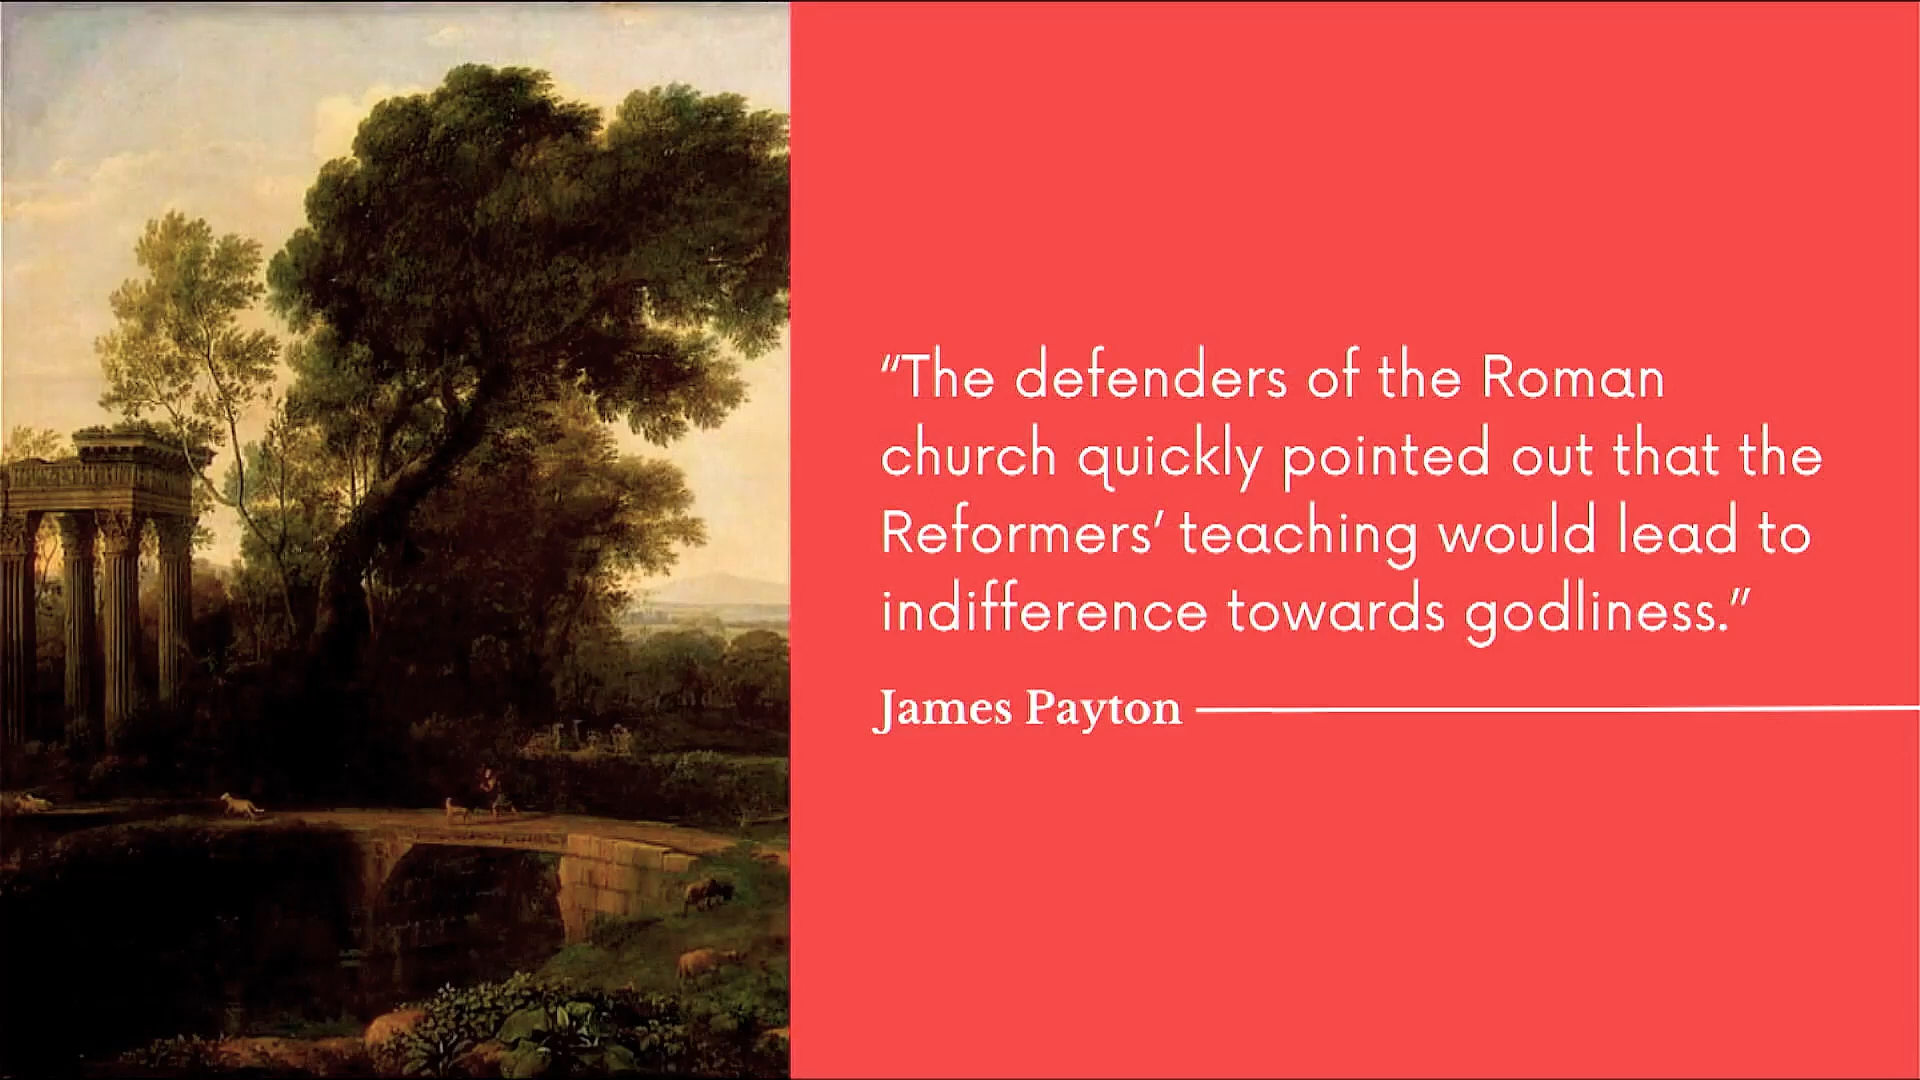 “The defenders of the Roman
church quickly pointed out that the
Reformers’ teaching would lead to
indifference towards godliness.”
James Payton